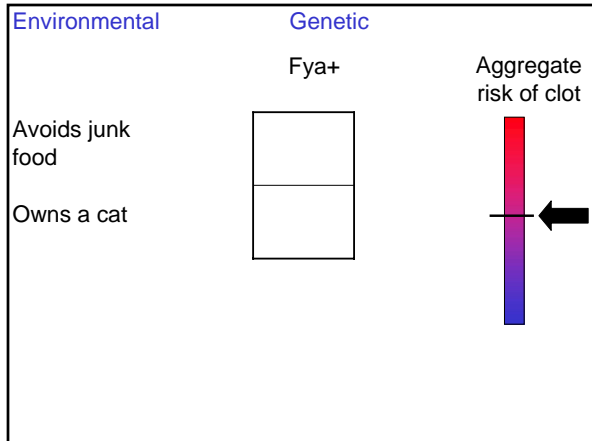 Environmental
Genetic
Fya+
Aggregate
risk of clot
Avoids junk
food
Owns a cat